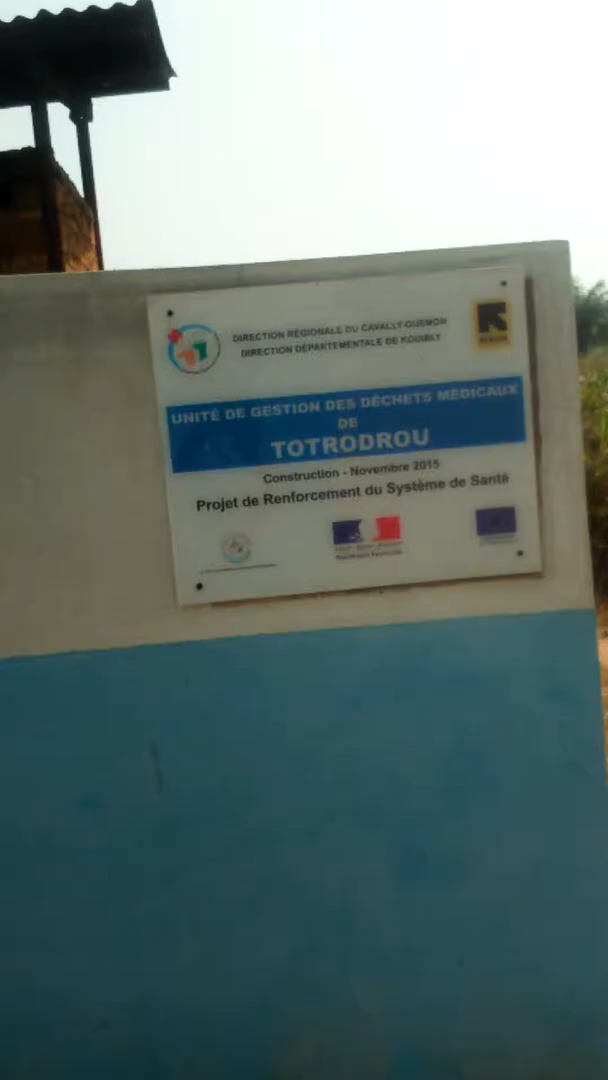 DIRECTION RÉGIONALE DU CAVALLY-GUEMON
DIRECTION DÉPARTEMENTALE DE KOUIBLY
UNITÉ DE GESTION DES DÉCHETS MÉDICAUX
DE
TOTRODROU
Construction - Novembre 2015
Projet de Renforcement du Système de Santé